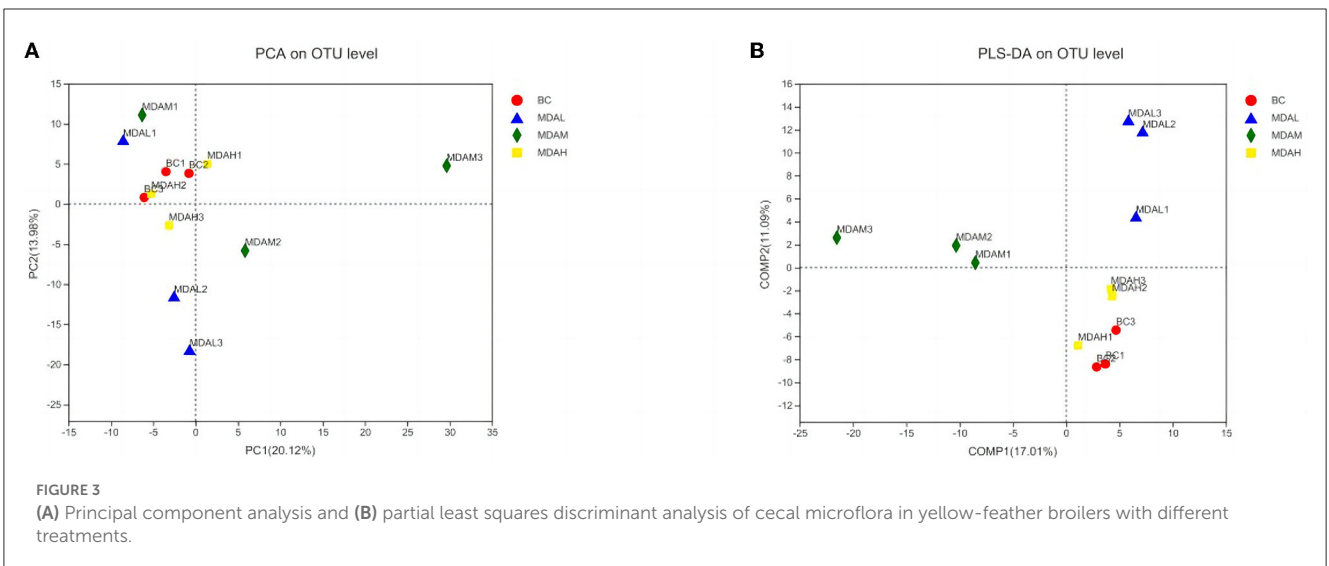 A
PCA on OTU level
15
10
5
0
-5
-10
-15
-20
-25
PC2(13.98%)
-15
-10
-5
0
5
10
15
20
25
30
35
PC1(20.12%)
MDAM1
MDAL1
BC1
BC2
MDAH1
BC3
MDAH2
MDAH3
MDAM3
MDAM2
MDAL2
MDAL3
BC
MDAL
MDAM
MDAH
B
PLS-DA on OTU level
16
14
12
10
8
6
4
2
0
-2
-4
-6
-8
-10
-12
COMP2(11.09%)
-25
-20
-15
-10
-5
0
5
10
15
COMP1(17.01%)
MDAL3
MDAL2
MDAL1
MDAM3
MDAM2
MDAM1
MDAH3
MDAH2
BC3
MDAH1
BC2
BC1
BC
MDAL
MDAM
MDAH
FIGURE 3
(A) Principal component analysis and (B) partial least squares discriminant analysis of cecal microflora in yellow-feather broilers with different
treatments.